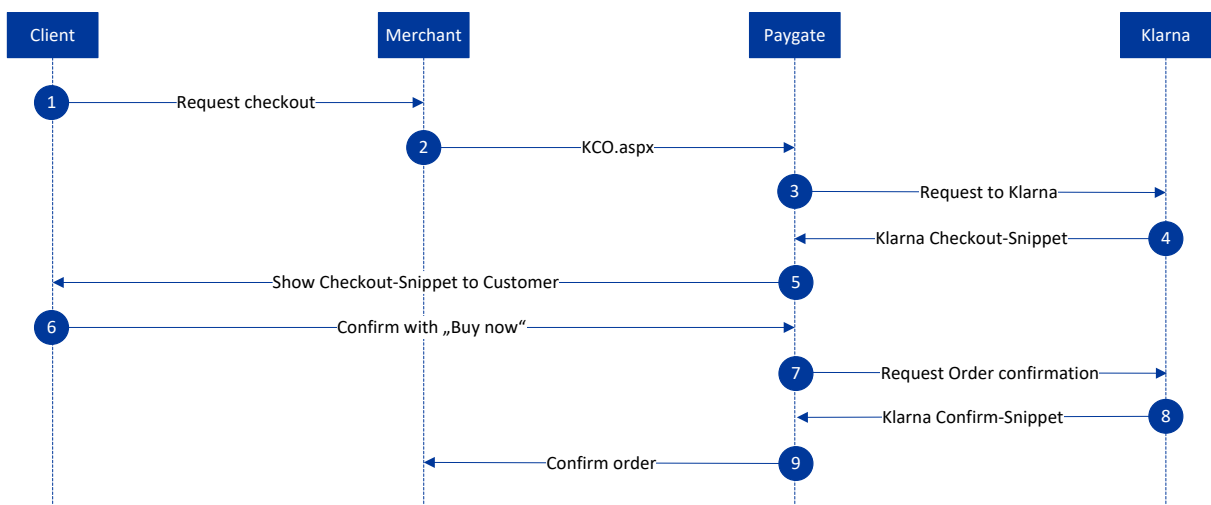 Client
Merchant
Paygate
Klarna
1
Request checkout
2
KCO.aspx
3
Request to Klarna
Klarna Checkout-Snippet
4
Show Checkout-Snippet to Customer
5
6
Confirm with „Buy now“
7
Request Order confirmation
Klarna Confirm-Snippet
8
Confirm order
9